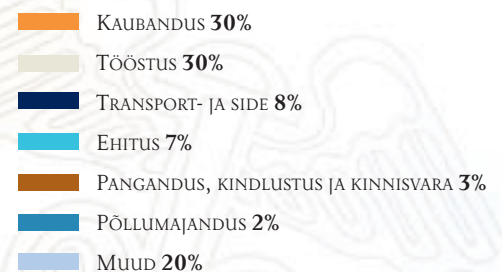 Kaubandus 30%
Tööstus 30%
Transport- ja side 8%
Ehitus 7%
Pangandus, kindlustus ja kinnisvara 3%
Põllumajandus 2%
Muud 20%